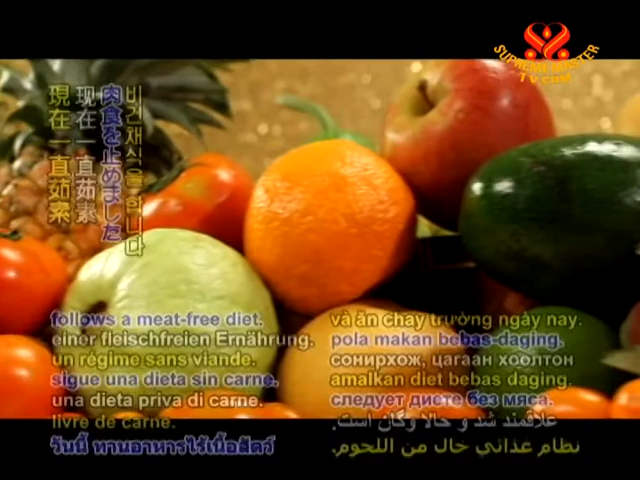 SUPREME MASTER
TV.com
現在一直茹素
现在一直茹素
肉食を止めました
비건채식을 합니다
follows a meat-free diet.
einer fleischfreien Ernährung.
un régime sans viande.
sigue una dieta sin carne.
una dieta priva di carne.
livre de carne.
วันนี้ ทานอาหารไร้เนื้อสัตว์
và ăn chay trường ngày nay.
pola makan bebas-daging.
сонирхож, цагаан хоолтон
amalkan diet bebas daging.
следует диете без мяса.
علاقمند شد و حالا وگان است.
نظام غذائي خال من اللحوم.